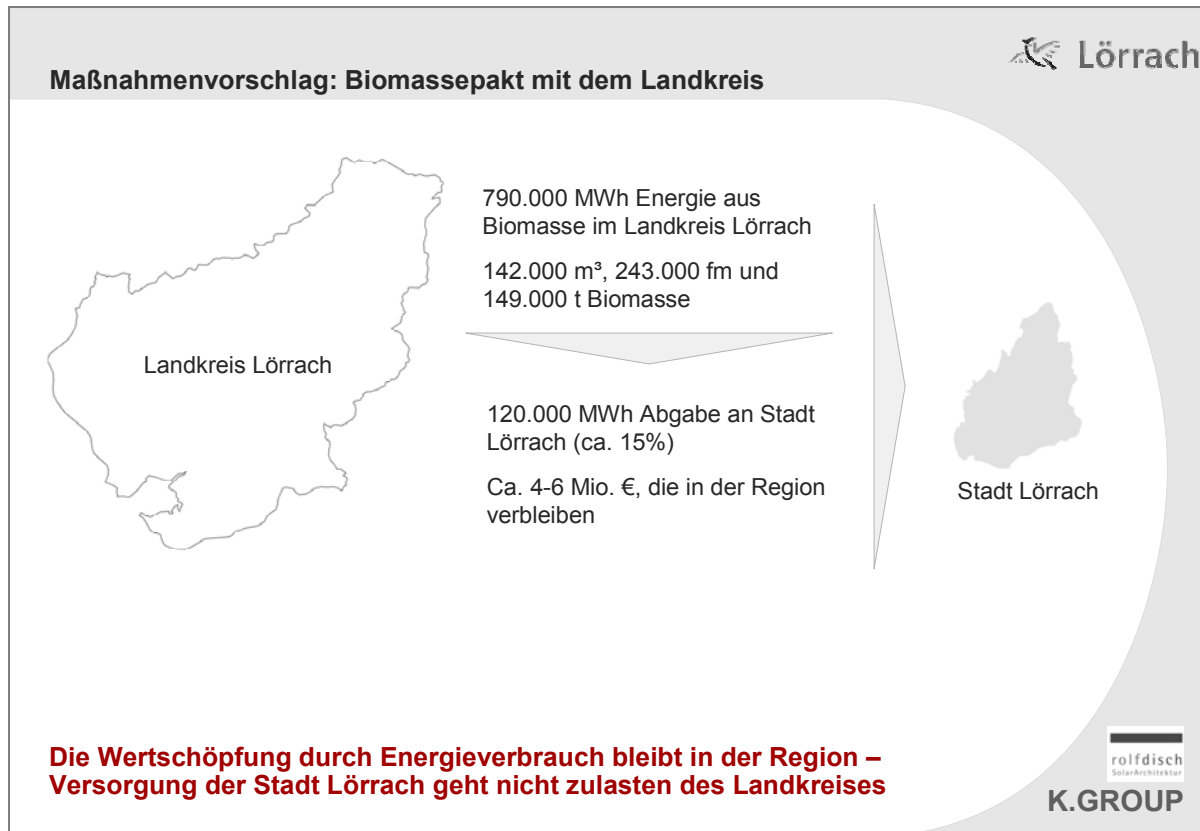 Lörrach
Maßnahmenvorschlag: Biomassepakt mit dem Landkreis
790.000 MWh Energie aus
Biomasse im Landkreis Lörrach
142.000 m³, 243.000 fm und
149.000 t Biomasse
Landkreis Lörrach
120.000 MWh Abgabe an Stadt
Lörrach (ca. 15%)
Ca. 4-6 Mio. €, die in der Region
verbleiben
Stadt Lörrach
Die Wertschöpfung durch Energieverbrauch bleibt in der Region –
Versorgung der Stadt Lörrach geht nicht zulasten des Landkreises
rolfdisch
SolarArchitektur
K.GROUP